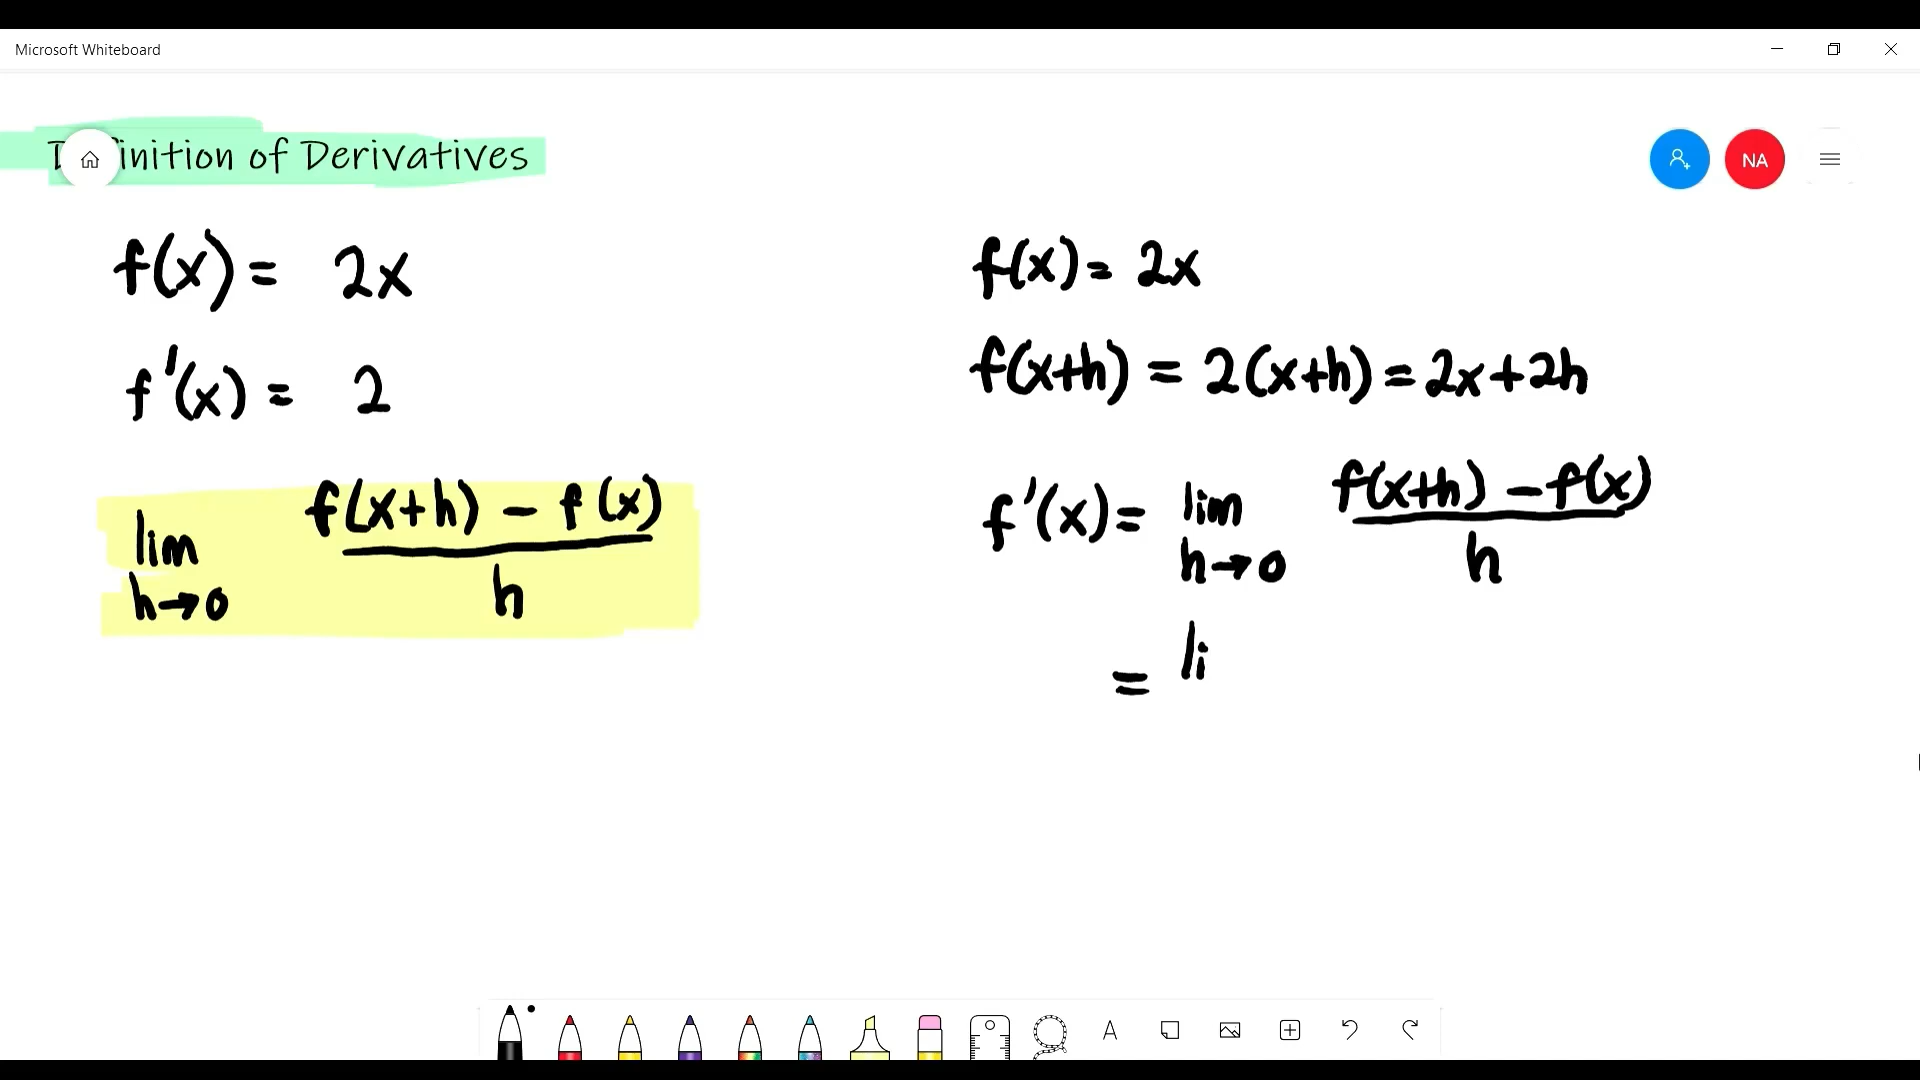 Microsoft Whiteboard
inition of Derivatives
NA
f(x) = 2x
f'(x) = 2
lim h→0 f(x+h) - f(x) / h
f(x) = 2x
f(x+h) = 2(x+h) = 2x+2h
f'(x) = lim h→0 f(x+h) - f(x) / h
= li
A